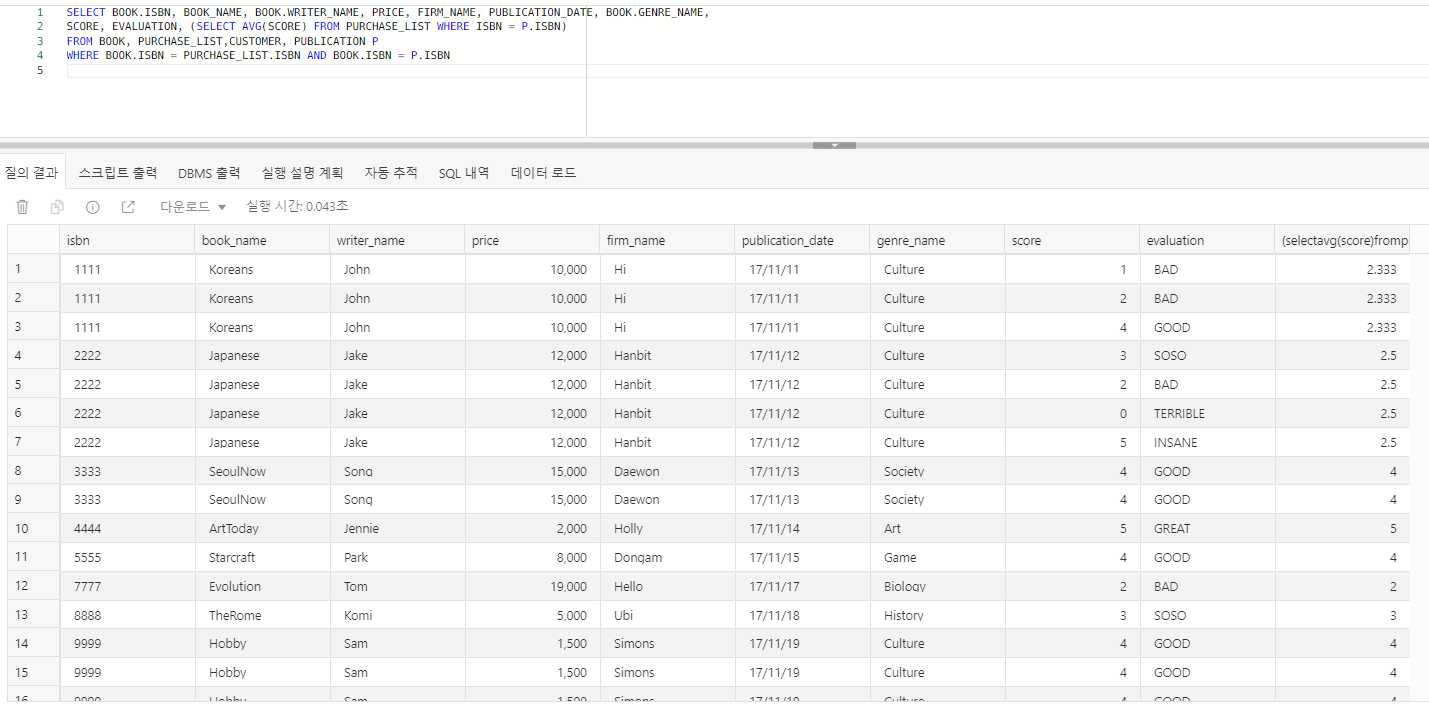 1 SELECT BOOK.ISBN, BOOK_NAME, BOOK.WRITER_NAME, PRICE, FIRM_NAME, PUBLICATION_DATE, BOOK.GENRE_NAME,
2 SCORE, EVALUATION, (SELECT AVG(SCORE) FROM PURCHASE_LIST WHERE ISBN = P.ISBN)
3 FROM BOOK, PURCHASE_LIST,CUSTOMER, PUBLICATION P
4 WHERE BOOK.ISBN = PURCHASE_LIST.ISBN AND BOOK.ISBN = P.ISBN
5
질의 결과 스크립트 출력 DBMS 출력 실행 설명 계획 자동 추적 SQL 내역 데이터 로드
다운로드 실행 시간: 0.043초
isbn book_name writer_name price firm_name publication_date genre_name score evaluation (selectavg(score)fromp
1 1111 Koreans John 10,000 Hi 17/11/11 Culture 1 BAD 2.333
2 1111 Koreans John 10,000 Hi 17/11/11 Culture 2 BAD 2.333
3 1111 Koreans John 10,000 Hi 17/11/11 Culture 4 GOOD 2.333
4 2222 Japanese Jake 12,000 Hanbit 17/11/12 Culture 3 SOSO 2.5
5 2222 Japanese Jake 12,000 Hanbit 17/11/12 Culture 2 BAD 2.5
6 2222 Japanese Jake 12,000 Hanbit 17/11/12 Culture 0 TERRIBLE 2.5
7 2222 Japanese Jake 12,000 Hanbit 17/11/12 Culture 5 INSANE 2.5
8 3333 SeoulNow Song 15,000 Daewon 17/11/13 Society 4 GOOD 4
9 3333 SeoulNow Song 15,000 Daewon 17/11/13 Society 4 GOOD 4
10 4444 ArtToday Jennie 2,000 Holly 17/11/14 Art 5 GREAT 5
11 5555 Starcraft Park 8,000 Dongam 17/11/15 Game 4 GOOD 4
12 7777 Evolution Tom 19,000 Hello 17/11/17 Biology 2 BAD 2
13 8888 TheRome Komi 5,000 Ubi 17/11/18 History 3 SOSO 3
14 9999 Hobby Sam 1,500 Simons 17/11/19 Culture 4 GOOD 4
15 9999 Hobby Sam 1,500 Simons 17/11/19 Culture 4 GOOD 4
16 9999 Hobby Sam 1,500 Simons 17/11/19 Culture 4 GOOD 4